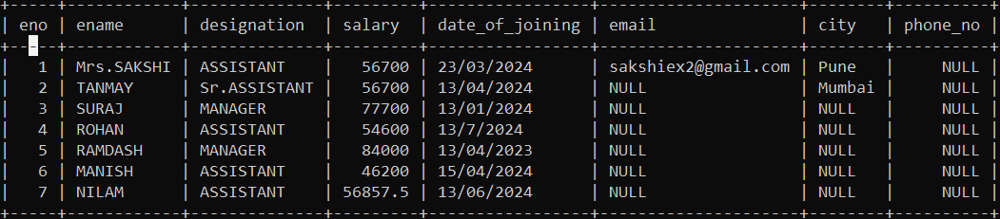 +-----+------------+--------------+---------+-----------------+--------------------+--------+----------+
| eno | ename      | designation  | salary  | date_of_joining | email              | city   | phone_no |
+-----+------------+--------------+---------+-----------------+--------------------+--------+----------+
|   1 | Mrs.SAKSHI | ASSISTANT    |   56700 | 23/03/2024      | sakshiex2@gmail.com | Pune   |     NULL |
|   2 | TANMAY     | Sr.ASSISTANT |   56700 | 13/04/2024      | NULL               | Mumbai |     NULL |
|   3 | SURAJ      | MANAGER      |   77700 | 13/01/2024      | NULL               | NULL   |     NULL |
|   4 | ROHAN      | ASSISTANT    |   54600 | 13/7/2024       | NULL               | NULL   |     NULL |
|   5 | RAMDASH    | MANAGER      |   84000 | 13/04/2023      | NULL               | NULL   |     NULL |
|   6 | MANISH     | ASSISTANT    |   46200 | 15/04/2024      | NULL               | NULL   |     NULL |
|   7 | NILAM      | ASSISTANT    | 56857.5 | 13/06/2024      | NULL               | NULL   |     NULL |
+-----+------------+--------------+---------+-----------------+--------------------+--------+----------+